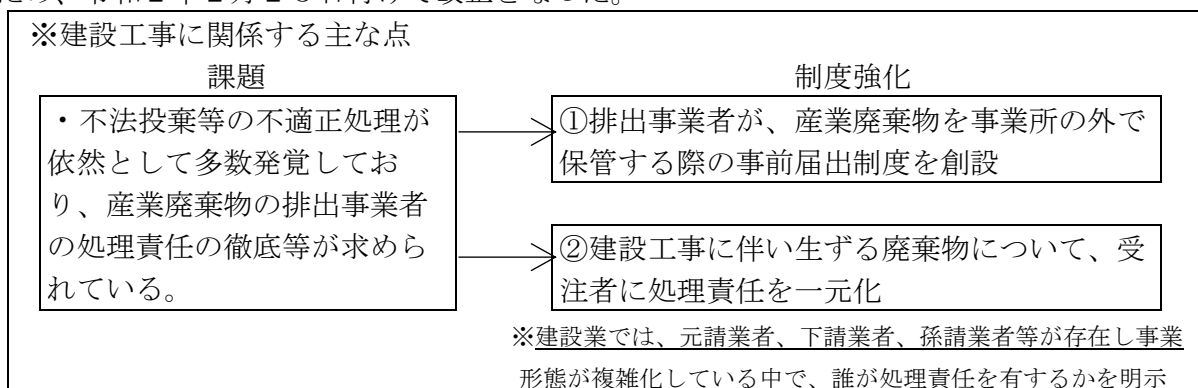 ※建設工事に関係する主な点
課題
制度強化
・不法投棄等の不適正処理が
依然として多数発覚してお
り、産業廃棄物の排出事業者
の処理責任の徹底等が求めら
れている。
①排出事業者が、産業廃棄物を事業所の外で
保管する際の事前届出制度を創設
②建設工事に伴い生ずる廃棄物について、受
注者に処理責任を一元化
※建設業では、元請業者、下請業者、孫請業者等が存在し事業
形態が複雑化している中で、誰が処理責任を有するかを明示